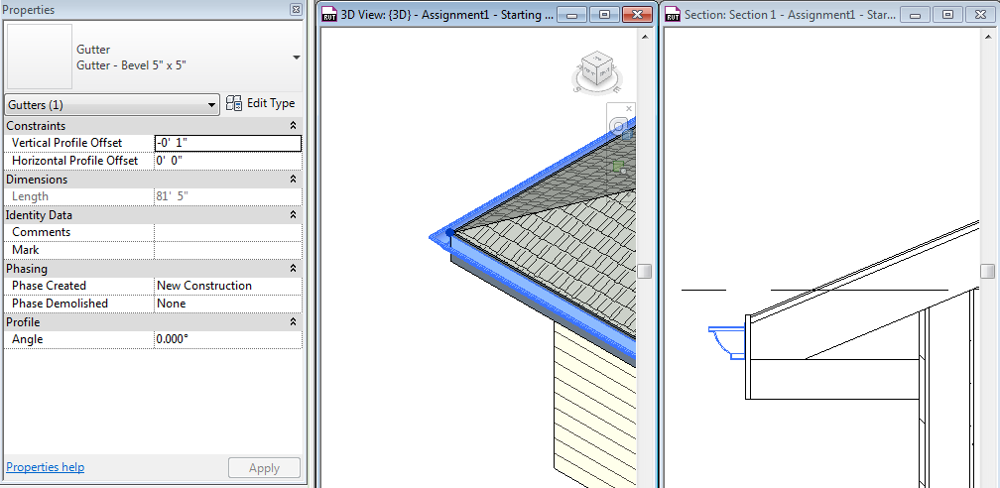 Properties
Gutter
Gutter - Bevel 5" x 5"
Gutters (1)
Edit Type
Constraints
Vertical Profile Offset -0' 1"
Horizontal Profile Offset 0' 0"
Dimensions
Length 81' 5"
Identity Data
Comments
Mark
Phasing
Phase Created New Construction
Phase Demolished None
Profile
Angle 0.000°
Properties help
Apply
RVT
3D View: {3D} - Assignment1 - Starting ...
RVT
Section: Section 1 - Assignment1 - Star...